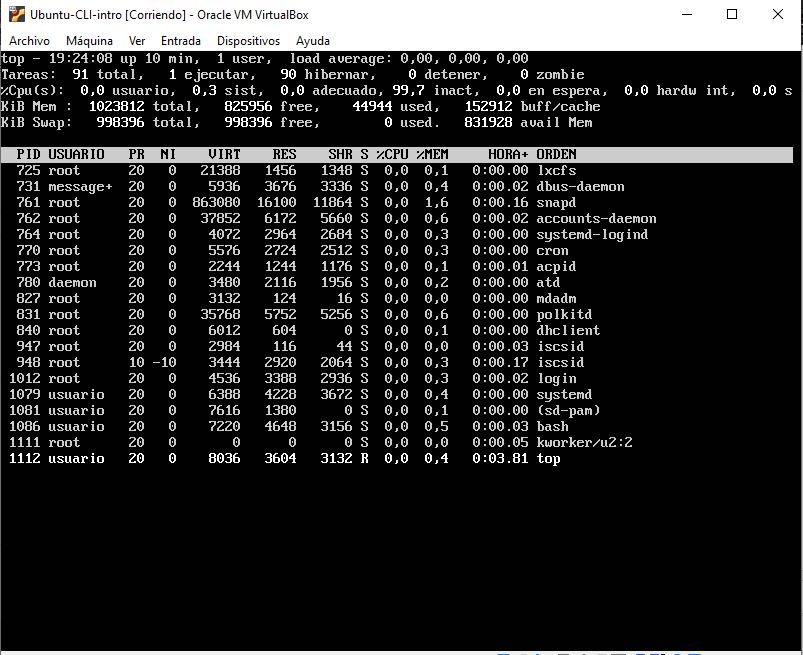 Ubuntu-CLI-intro [Corriendo] - Oracle VM VirtualBox
Archivo Máquina Ver Entrada Dispositivos Ayuda
top - 19:24:08 up 10 min, 1 user, load average: 0,00, 0,00, 0,00
Tareas: 91 total, 1 ejecutar, 90 hibernar, 0 detener, 0 zombie
%Cpu(s): 0,0 usuario, 0,3 sist, 0,0 adecuado, 99,7 inact, 0,0 en espera, 0,0 hardw int, 0,0 s
KiB Mem : 1023812 total, 825956 free, 44944 used, 152912 buff/cache
KiB Swap: 998396 total, 998396 free, 0 used. 831928 avail Mem
PID USUARIO PR NI VIRT RES SHR S %CPU %MEM HORA+ ORDEN
725 root 20 0 21388 1456 1348 S 0,0 0,1 0:00.00 lxcfs
731 message+ 20 0 5936 3676 3336 S 0,0 0,4 0:00.02 dbus-daemon
761 root 20 0 863080 16100 11864 S 0,0 1,6 0:00.16 snapd
762 root 20 0 37852 6172 5660 S 0,0 0,6 0:00.02 accounts-daemon
764 root 20 0 4072 2964 2684 S 0,0 0,3 0:00.00 systemd-logind
770 root 20 0 5576 2724 2512 S 0,0 0,3 0:00.00 cron
773 root 20 0 2244 1244 1176 S 0,0 0,1 0:00.01 acpid
780 daemon 20 0 3480 2116 1956 S 0,0 0,2 0:00.00 atd
827 root 20 0 3132 124 16 S 0,0 0,0 0:00.00 mdadm
831 root 20 0 35768 5752 5256 S 0,0 0,6 0:00.00 polkitd
840 root 20 0 6012 604 0 S 0,0 0,1 0:00.00 dhclient
947 root 20 0 2984 116 44 S 0,0 0,0 0:00.03 iscsid
948 root 10 -10 3444 2920 2064 S 0,0 0,3 0:00.17 iscsid
1012 root 20 0 4536 3388 2936 S 0,0 0,3 0:00.02 login
1079 usuario 20 0 6388 4228 3672 S 0,0 0,4 0:00.00 systemd
1081 usuario 20 0 7616 1380 0 S 0,0 0,1 0:00.00 (sd-pam)
1086 usuario 20 0 7220 4648 3156 S 0,0 0,5 0:00.03 bash
1111 root 20 0 0 0 0 S 0,0 0,0 0:00.05 kworker/u2:2
1112 usuario 20 0 8036 3604 3132 R 0,0 0,4 0:03.81 top